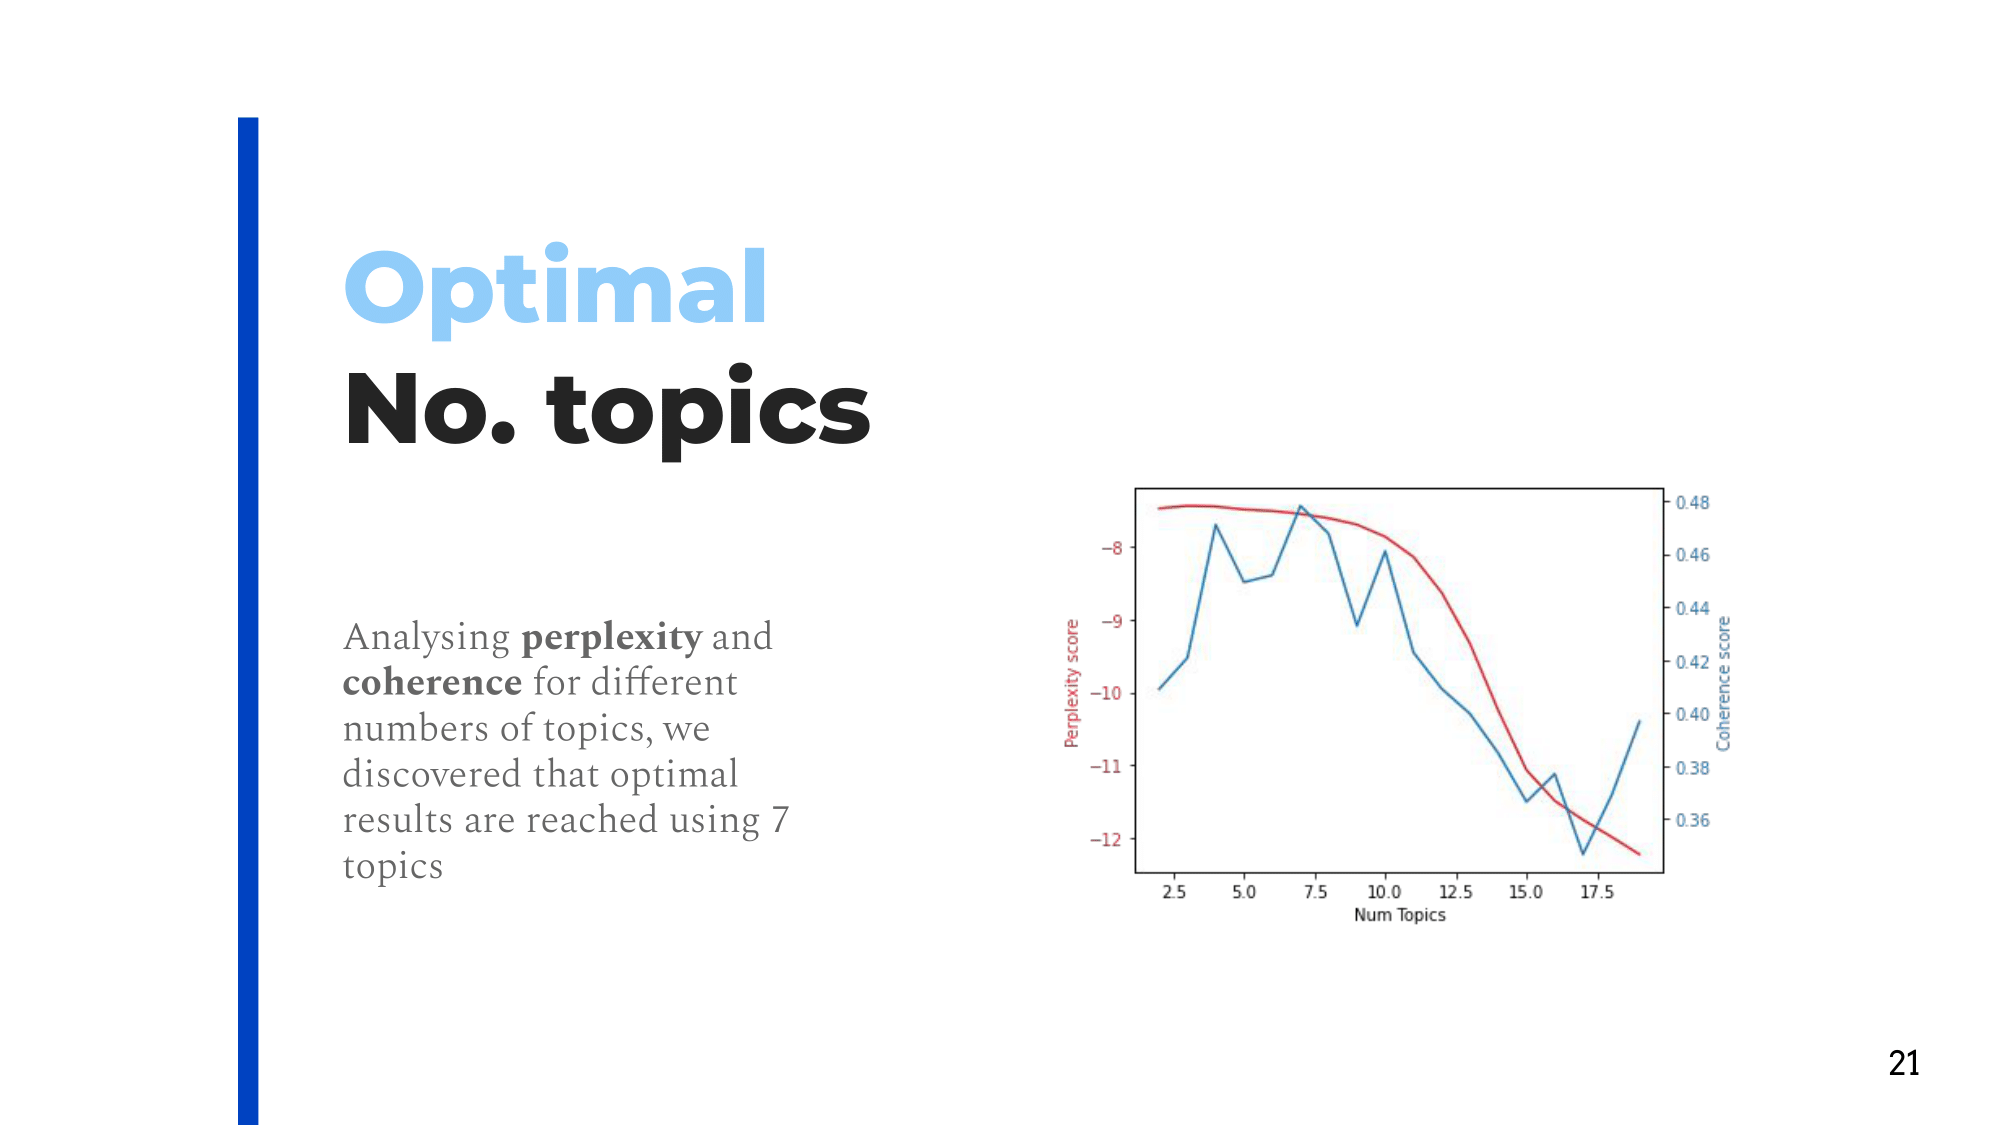 Optimal
No. topics
Analysing perplexity and
coherence for different
numbers of topics, we
discovered that optimal
results are reached using 7
topics
−8
−9
−10
−11
−12
Perplexity score
0.48
0.46
0.44
0.42
0.40
0.38
0.36
Coherence score
2.5 5.0 7.5 10.0 12.5 15.0 17.5
Num Topics
21